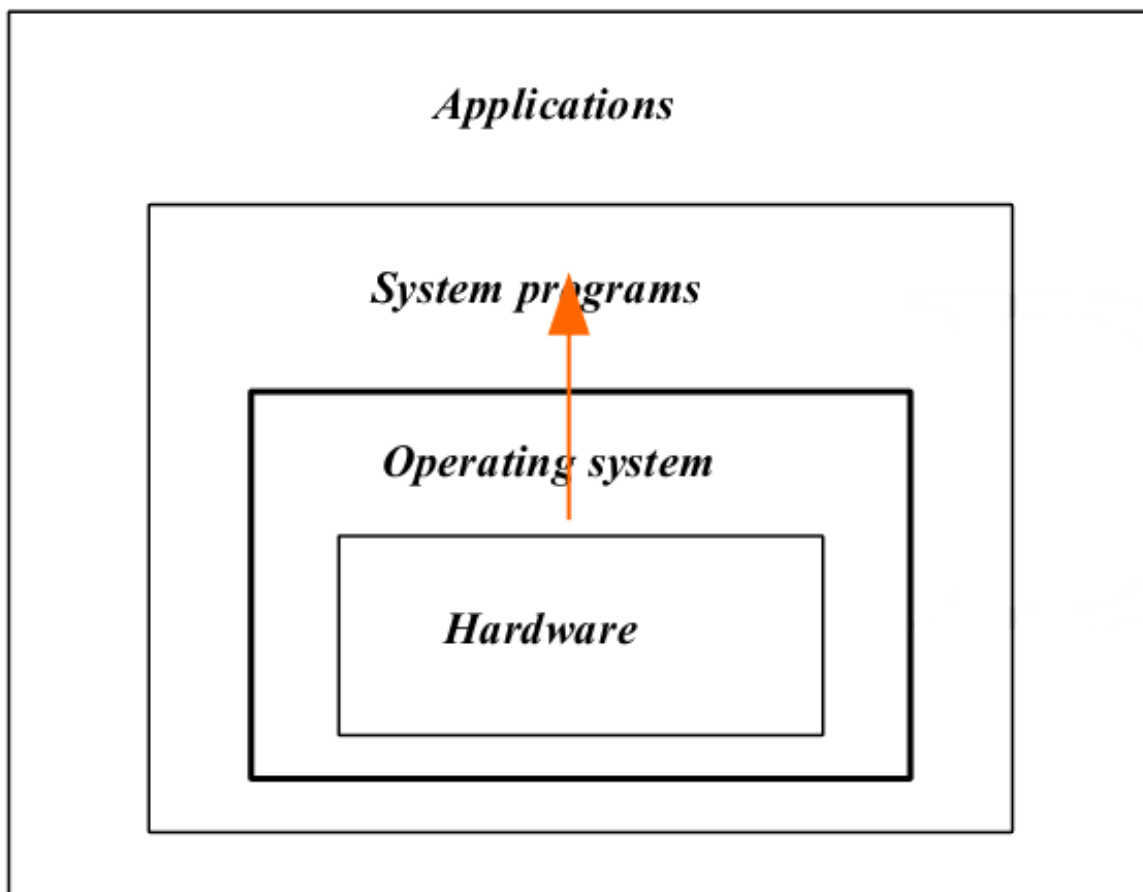 Applications
System programs
Operating system
Hardware